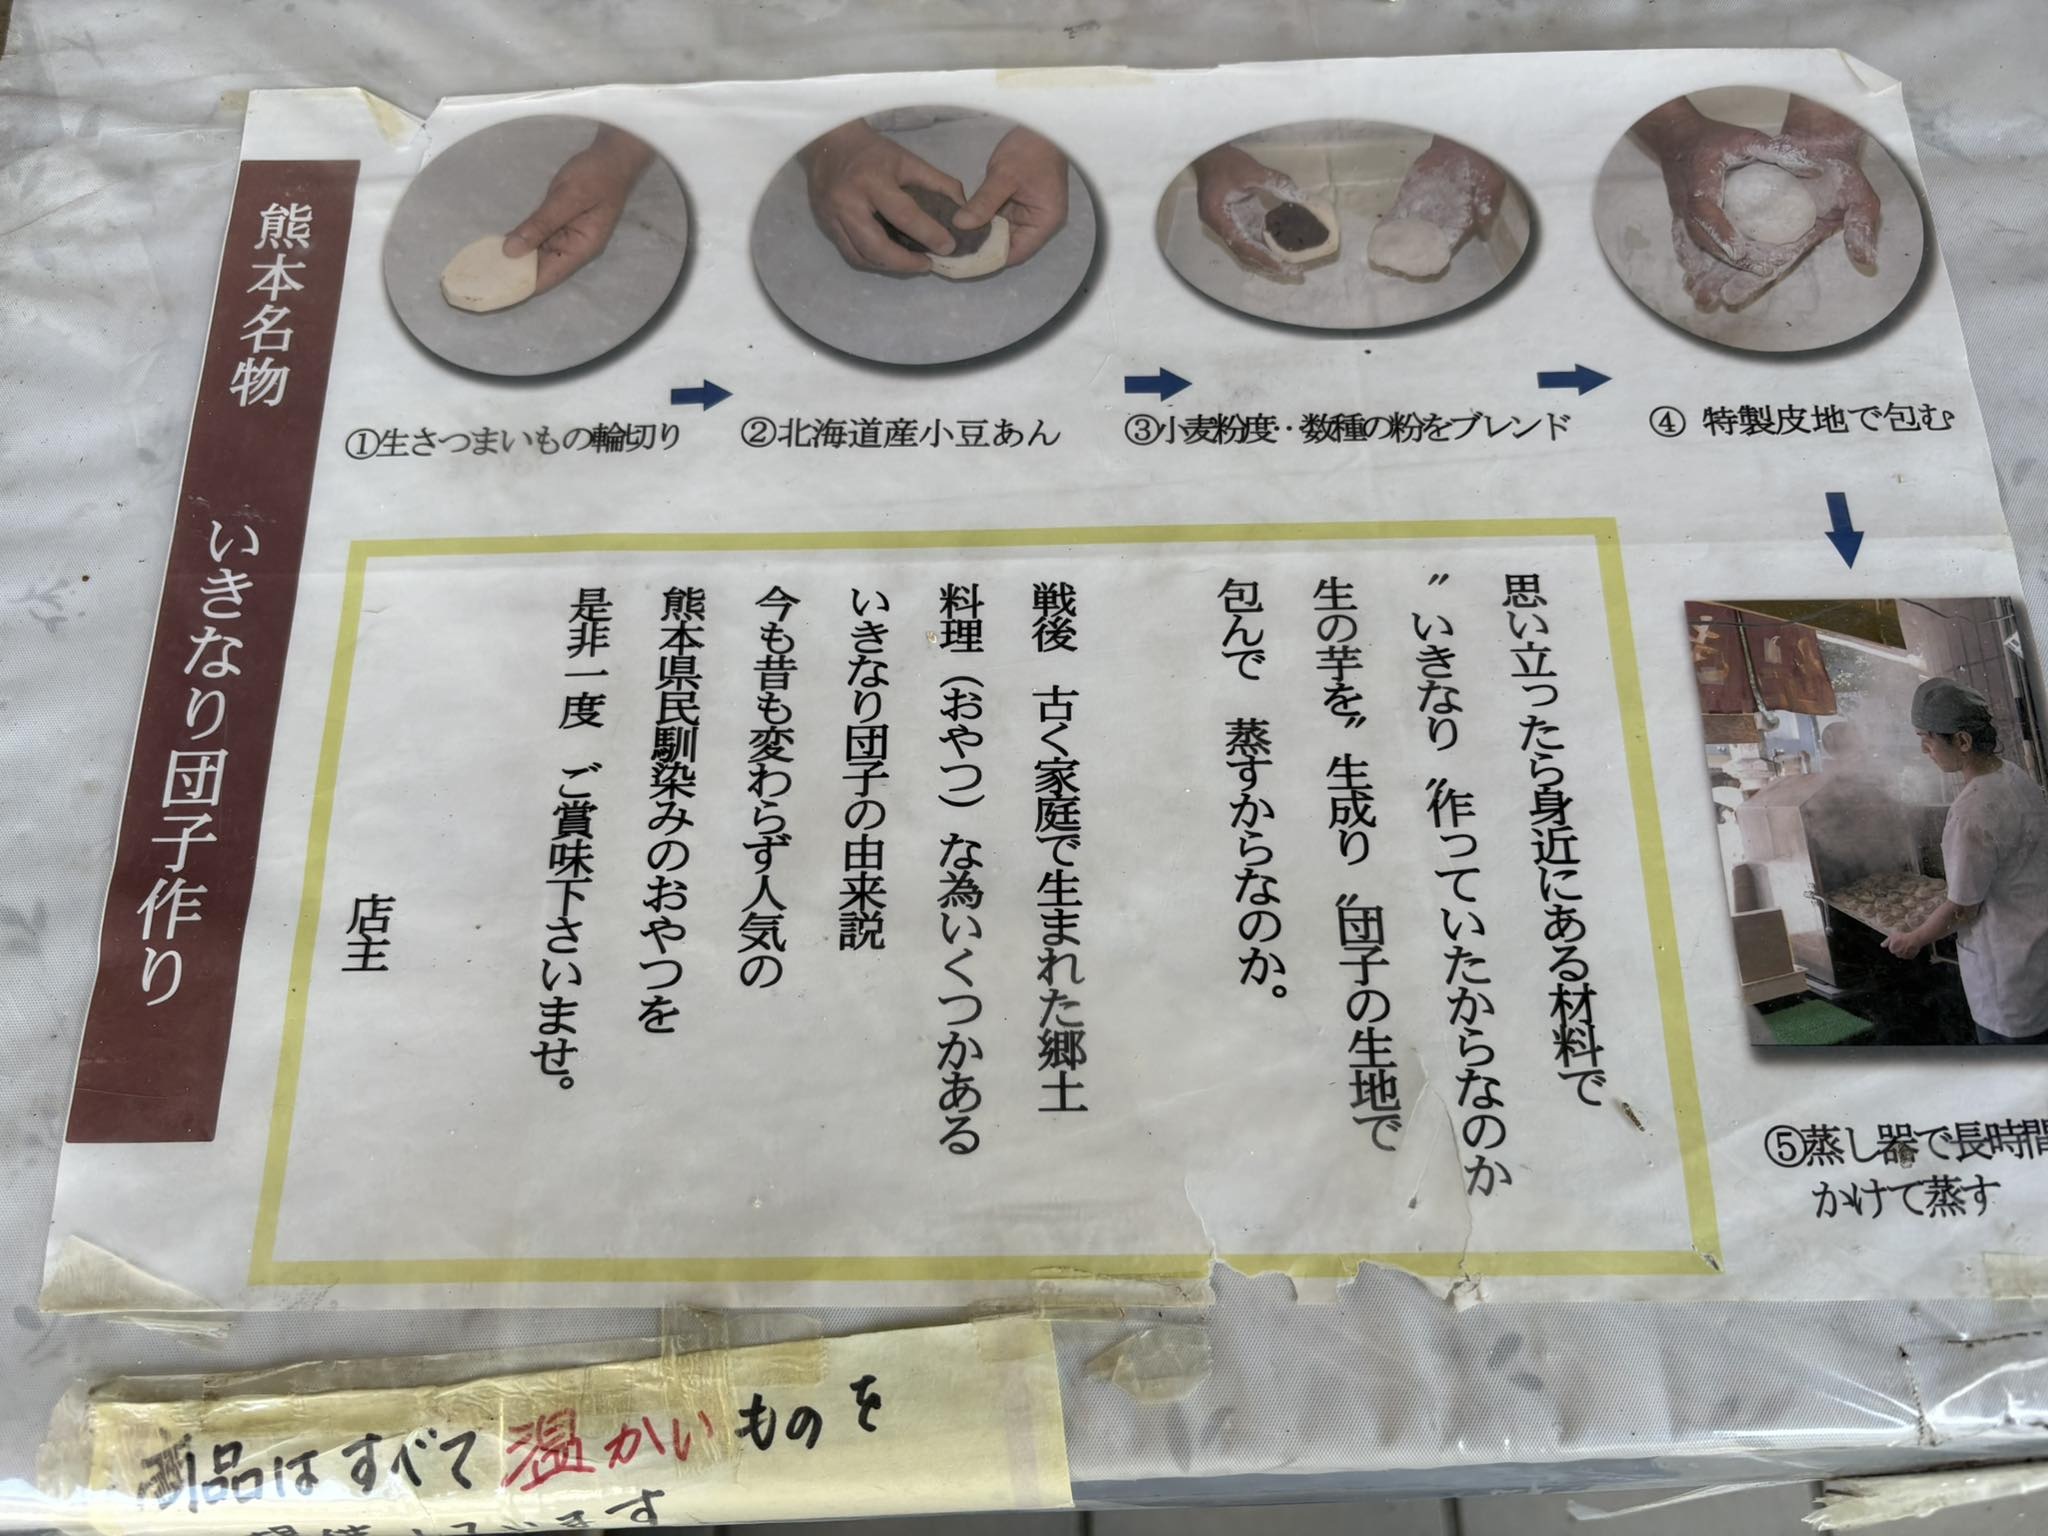 熊本名物 いきなり団子作り
①生さつまいもの輪切り
②北海道産小豆あん
③小麦粉度‥数種の粉をブレンド
④ 特製皮地で包む
⑤蒸し器で長時間
かけて蒸す
思い立ったら身近にある材料で
〃いきなり〃作っていたからなのか
生の芋を〃生成り〃団子の生地で
包んで 蒸すからなのか。
戦後 古く家庭で生まれた郷土
料理（おやつ）な為いくつかある
いきなり団子の由来説
今も昔も変わらず人気の
熊本県民馴染みのおやつを
是非一度 ご賞味下さいませ。
店主
商品はすべて温かいものを
提供しています